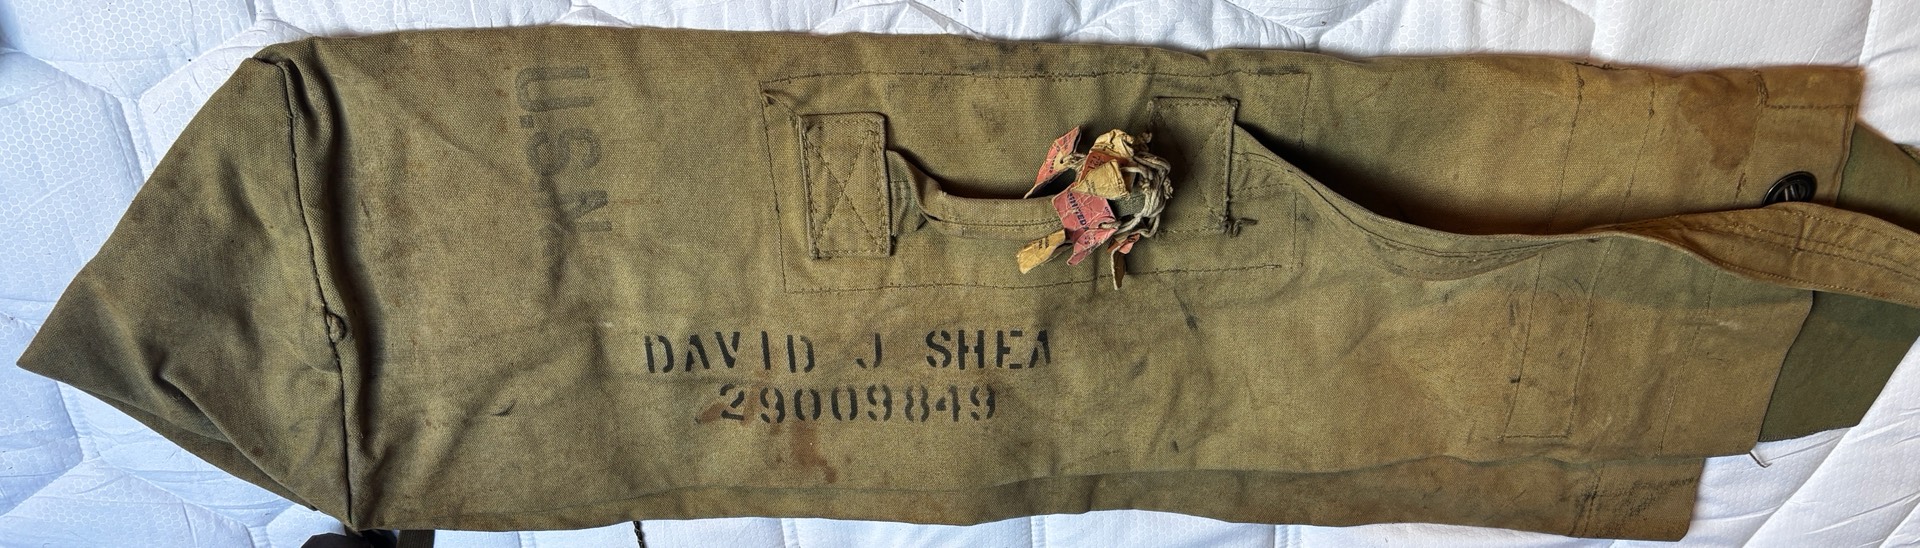 U.S.N.
DAVID J SHEA
29009849